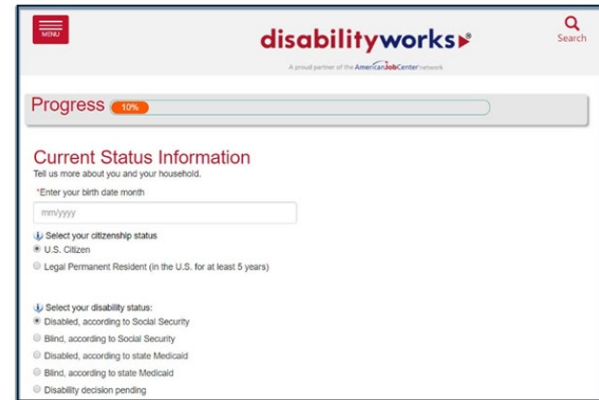 MENU
disabilityworks
Search
A proud partner of the AmericanJobCenter network
Progress 10%
Current Status Information
Tell us more about you and your household.
*Enter your birth date month
mm/yyyy
Select your citizenship status
U.S. Citizen
Legal Permanent Resident (in the U.S. for at least 5 years)
Select your disability status:
Disabled, according to Social Security
Blind, according to Social Security
Disabled, according to state Medicaid
Blind, according to state Medicaid
Disability decision pending